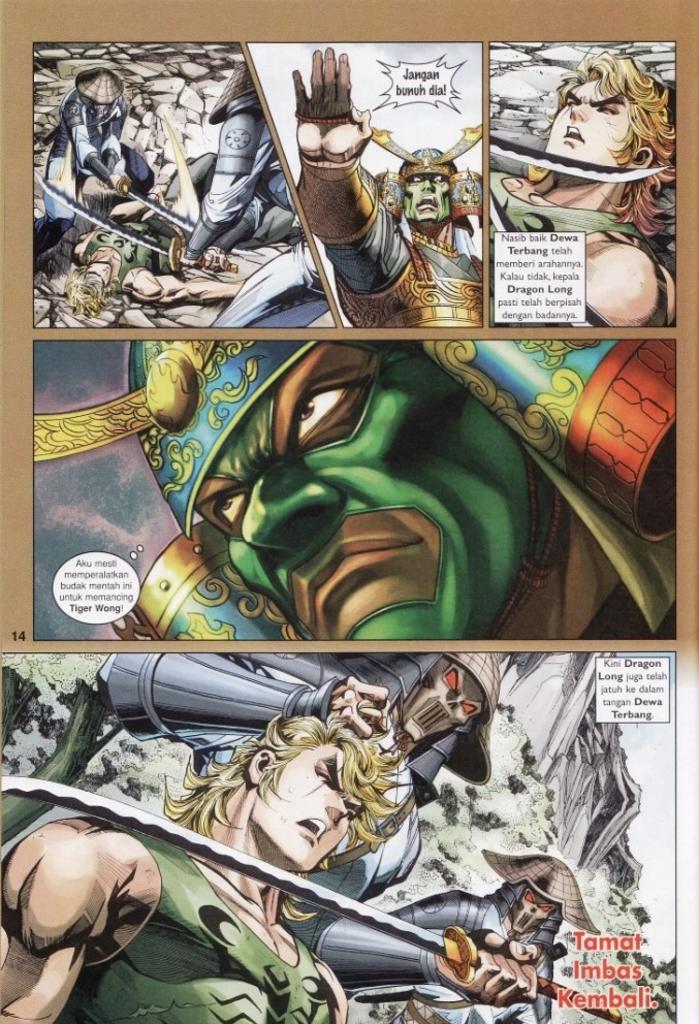 Jangan
bunuh dia!
Nasib baik Dewa
Terbang telah
memberi arahannya.
Kalau tidak, kepala
Dragon Long
pasti telah berpisah
dengan badannya.
Aku mesti
memperalatkan
budak mentah ini
untuk memancing
Tiger Wong!
14
Kini Dragon
Long juga telah
jatuh ke dalam
tangan Dewa
Terbang.
Tamat
Imbas
Kembali.